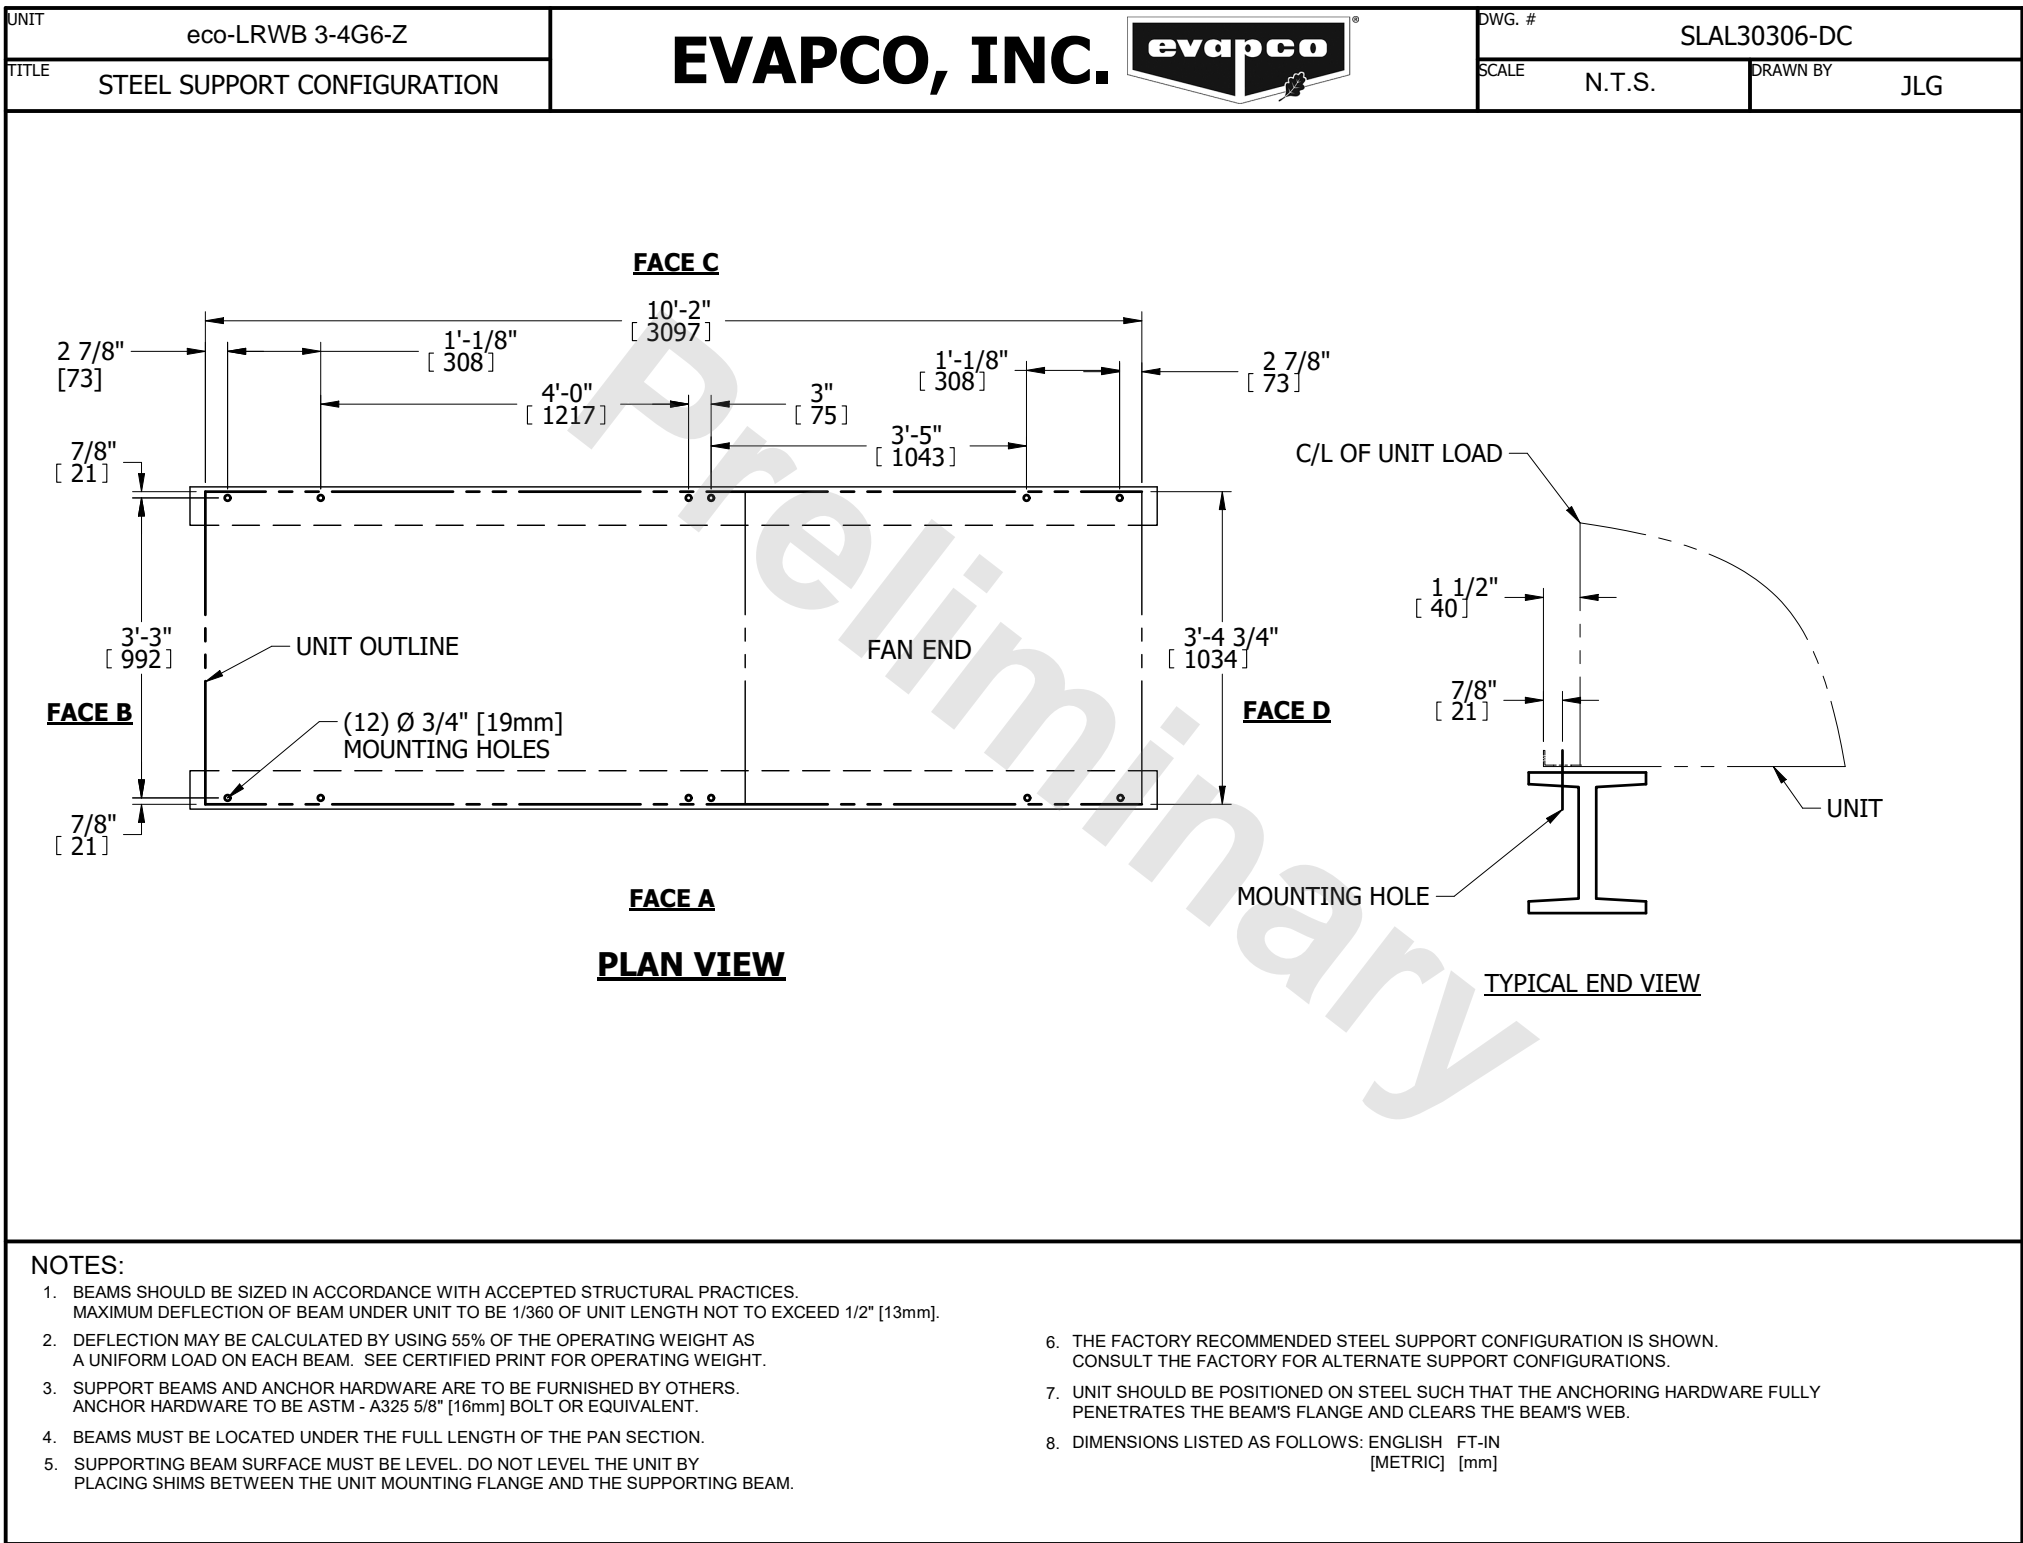 UNIT
eco-LRWB 3-4G6-Z
TITLE
STEEL SUPPORT CONFIGURATION
EVAPCO, INC.
evapco®
DWG. #
SLAL30306-DC
SCALE
N.T.S.
DRAWN BY
JLG
FACE C
10'-2"
[ 3097]
2 7/8"
[73]
1'-1/8"
[ 308]
1'-1/8"
[ 308]
2 7/8"
[ 73]
4'-0"
[ 1217]
3"
[ 75]
3'-5"
[ 1043]
7/8"
[ 21]
3'-3"
[ 992]
UNIT OUTLINE
FAN END
3'-4 3/4"
[ 1034]
FACE B
(12) Ø 3/4" [19mm]
MOUNTING HOLES
FACE D
7/8"
[ 21]
FACE A
PLAN VIEW
C/L OF UNIT LOAD
1 1/2"
[ 40]
7/8"
[ 21]
UNIT
MOUNTING HOLE
TYPICAL END VIEW
Preliminary
NOTES:
1. BEAMS SHOULD BE SIZED IN ACCORDANCE WITH ACCEPTED STRUCTURAL PRACTICES.
MAXIMUM DEFLECTION OF BEAM UNDER UNIT TO BE 1/360 OF UNIT LENGTH NOT TO EXCEED 1/2" [13mm].
2. DEFLECTION MAY BE CALCULATED BY USING 55% OF THE OPERATING WEIGHT AS
A UNIFORM LOAD ON EACH BEAM. SEE CERTIFIED PRINT FOR OPERATING WEIGHT.
3. SUPPORT BEAMS AND ANCHOR HARDWARE ARE TO BE FURNISHED BY OTHERS.
ANCHOR HARDWARE TO BE ASTM - A325 5/8" [16mm] BOLT OR EQUIVALENT.
4. BEAMS MUST BE LOCATED UNDER THE FULL LENGTH OF THE PAN SECTION.
5. SUPPORTING BEAM SURFACE MUST BE LEVEL. DO NOT LEVEL THE UNIT BY
PLACING SHIMS BETWEEN THE UNIT MOUNTING FLANGE AND THE SUPPORTING BEAM.
6. THE FACTORY RECOMMENDED STEEL SUPPORT CONFIGURATION IS SHOWN.
CONSULT THE FACTORY FOR ALTERNATE SUPPORT CONFIGURATIONS.
7. UNIT SHOULD BE POSITIONED ON STEEL SUCH THAT THE ANCHORING HARDWARE FULLY
PENETRATES THE BEAM'S FLANGE AND CLEARS THE BEAM'S WEB.
8. DIMENSIONS LISTED AS FOLLOWS: ENGLISH FT-IN
[METRIC] [mm]